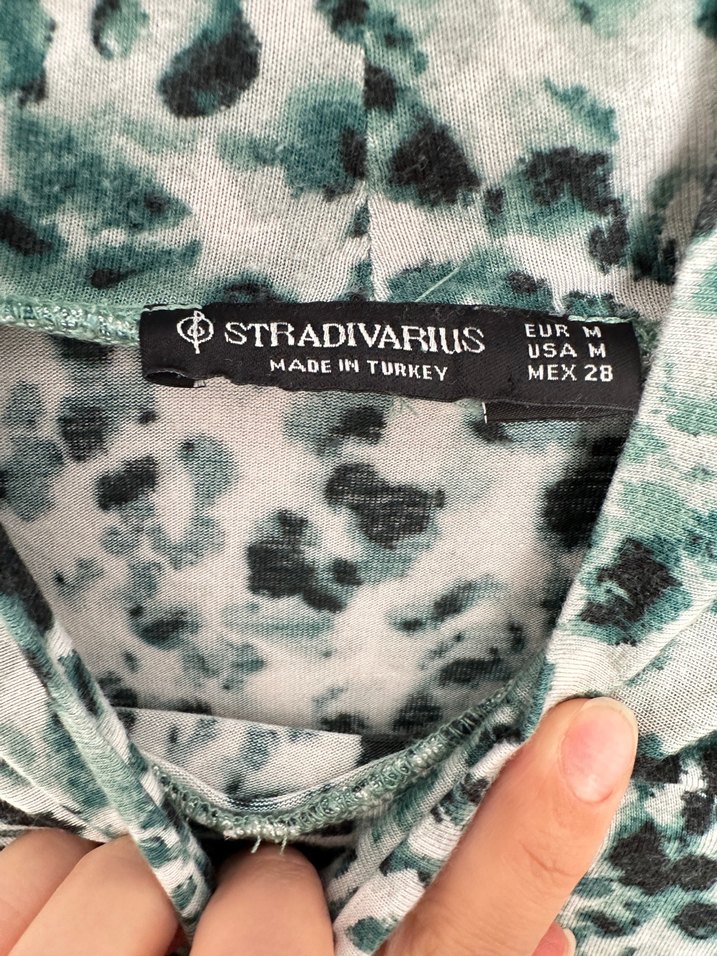 STRADIVARIUS
MADE IN TURKEY
EUR M
USA M
MEX 28